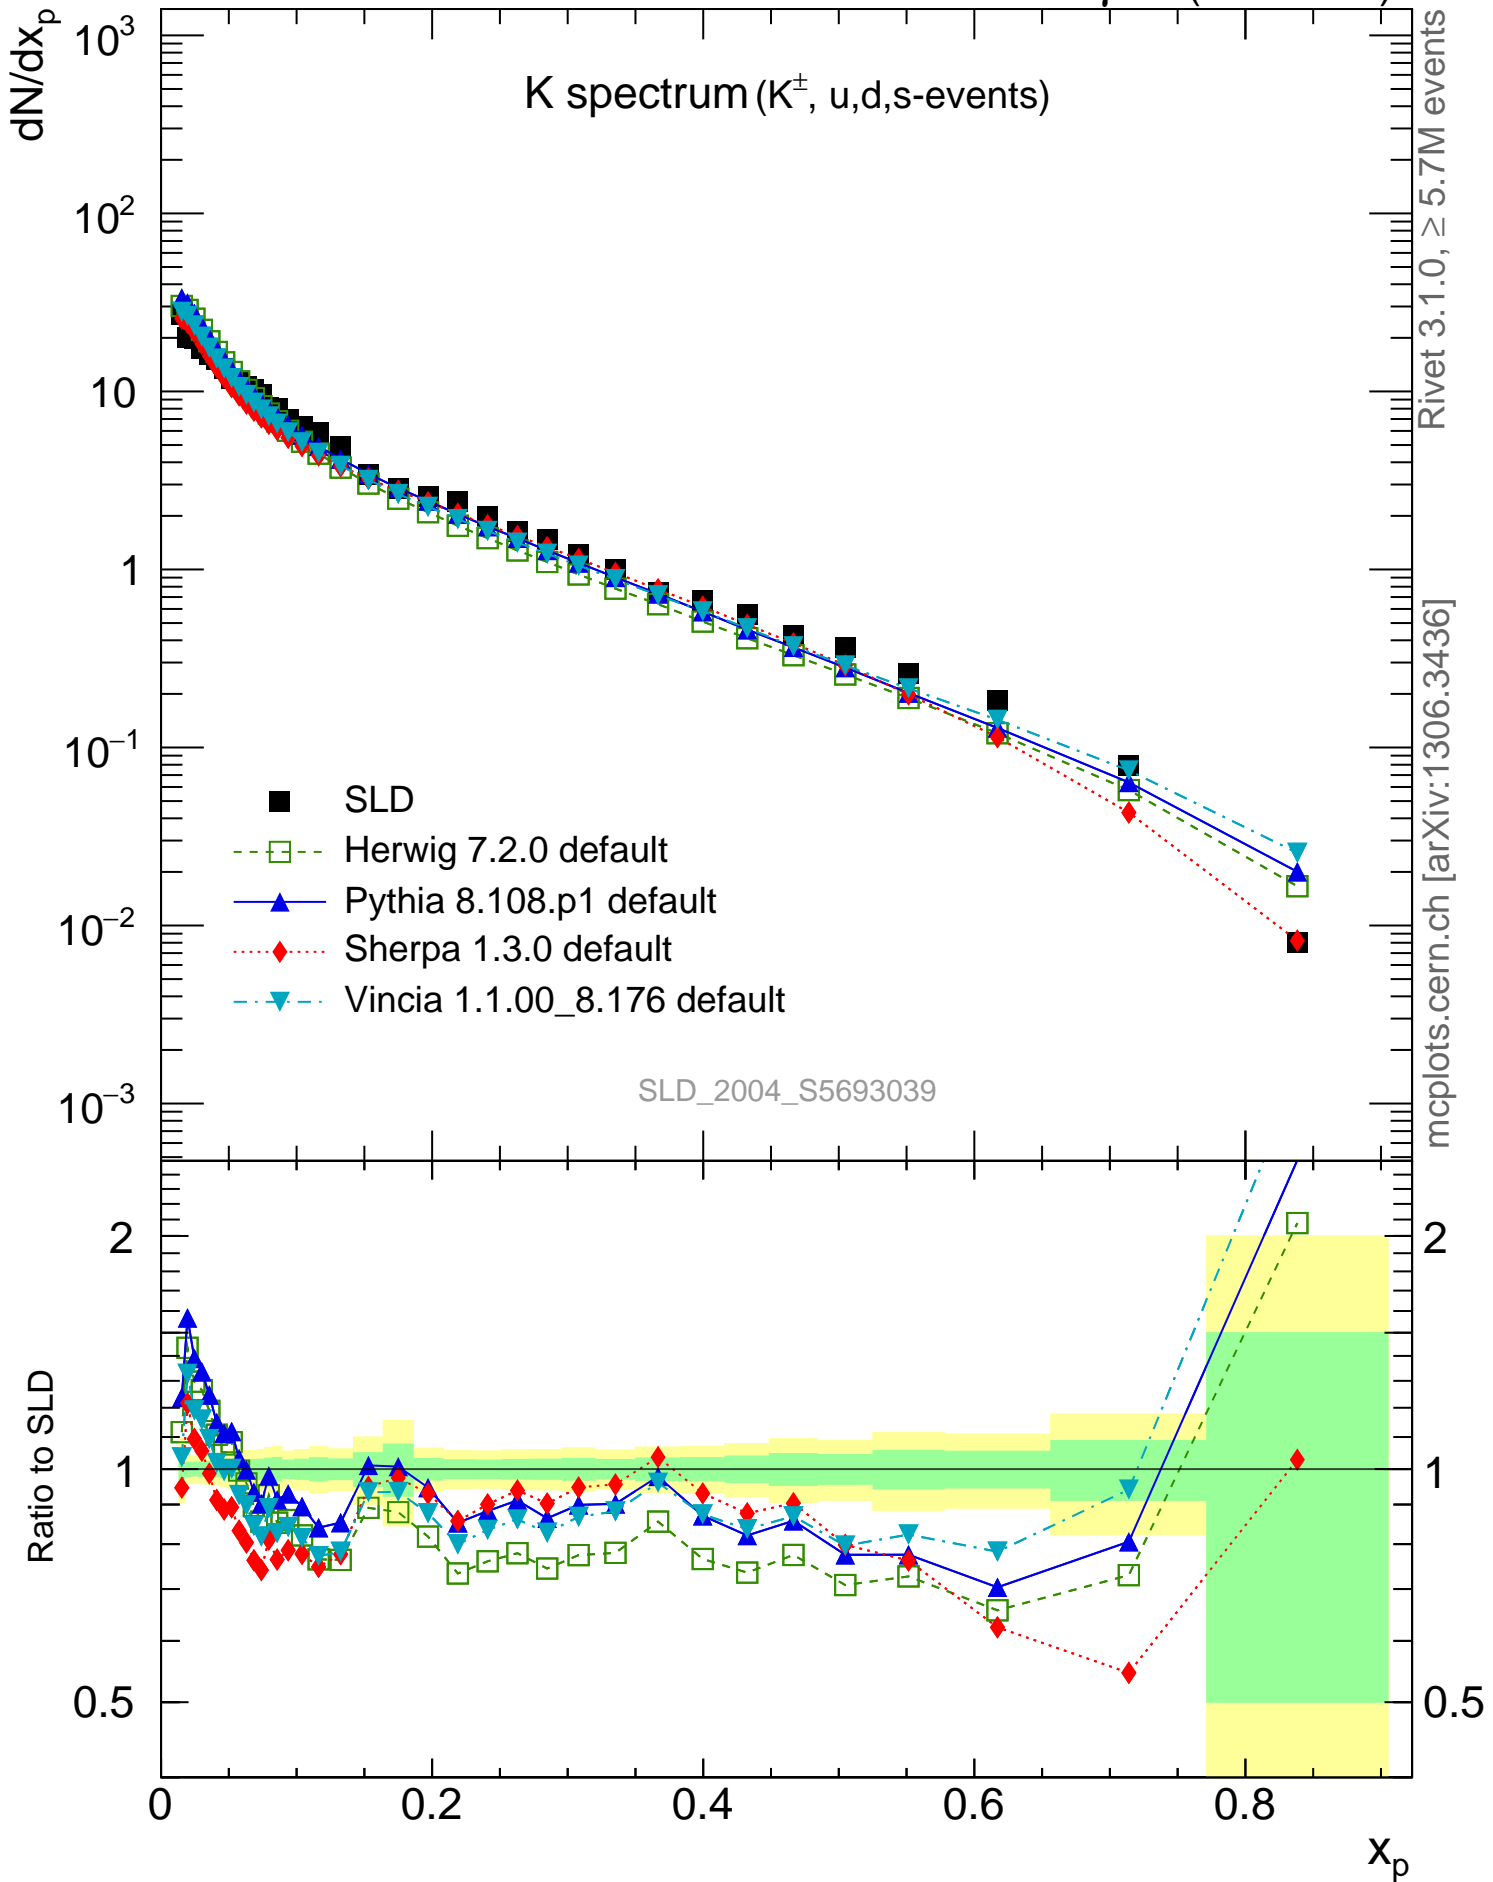 dN/dx_p
K spectrum (K^±, u,d,s-events)
10^3
10^2
10
1
10^−1
10^−2
10^−3
SLD
Herwig 7.2.0 default
Pythia 8.108.p1 default
Sherpa 1.3.0 default
Vincia 1.1.00_8.176 default
SLD_2004_S5693039
Rivet 3.1.0, ≥ 5.7M events
mcplots.cern.ch [arXiv:1306.3436]
Ratio to SLD
2
1
0.5
2
1
0.5
0 0.2 0.4 0.6 0.8
x_p